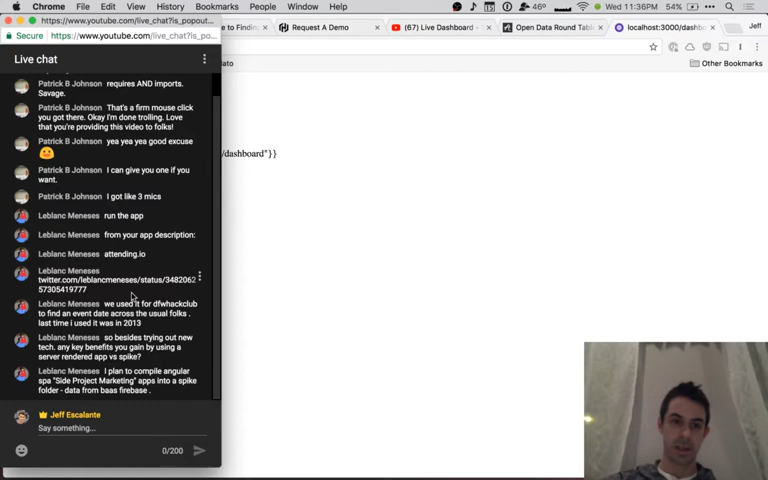 Chrome File Edit View History Bookmarks People Window Help 46° 54% Wed Nov 2 11:36PM
https://www.youtube.com/live_chat?is_popout...
e to Finding Request A Demo (67) Live Dashboard - Open Data Round Tabl localhost:3000/dashbo Jeff
Secure https://www.youtube.com/live_chat?is_po...
Live chat
ato Other Bookmarks
Patrick B Johnson requires AND imports.
Savage.
Patrick B Johnson That's a firm mouse click
you got there. Okay I'm done trolling. Love
that you're providing this video to folks!
Patrick B Johnson yea yea yea good excuse
/dashboard"}}
Patrick B Johnson I can give you one if you
want.
Patrick B Johnson I got like 3 mics
Leblanc Meneses run the app
Leblanc Meneses from your app description:
Leblanc Meneses attending.io
Leblanc Meneses
twitter.com/leblancmeneses/status/3482062
57305419777
Leblanc Meneses we used it for dfwhackclub
to find an event date across the usual folks .
last time i used it was in 2013
Leblanc Meneses so besides trying out new
tech. any key benefits you gain by using a
server rendered app vs spike?
Leblanc Meneses I plan to compile angular
spa "Side Project Marketing" apps into a spike
folder - data from baas firebase .
Jeff Escalante
Say something...
0/200